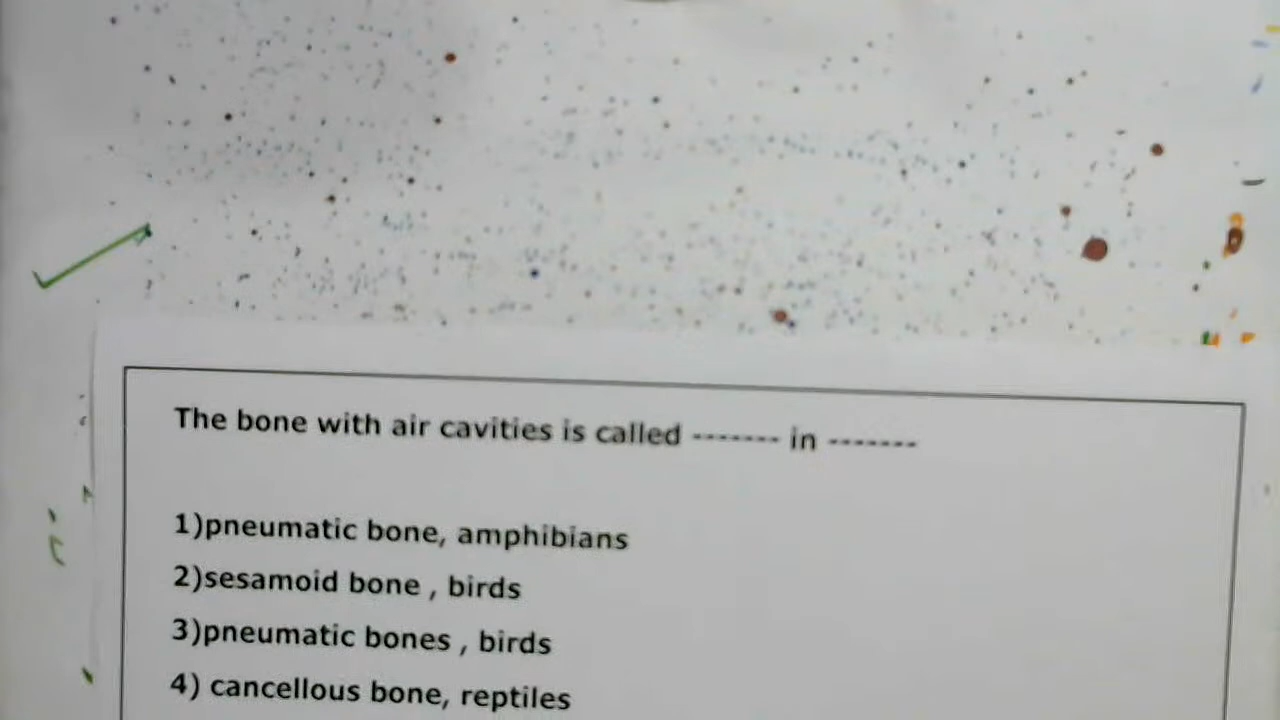 The bone with air cavities is called ------- in -------
1)pneumatic bone, amphibians
2)sesamoid bone , birds
3)pneumatic bones , birds
4) cancellous bone, reptiles